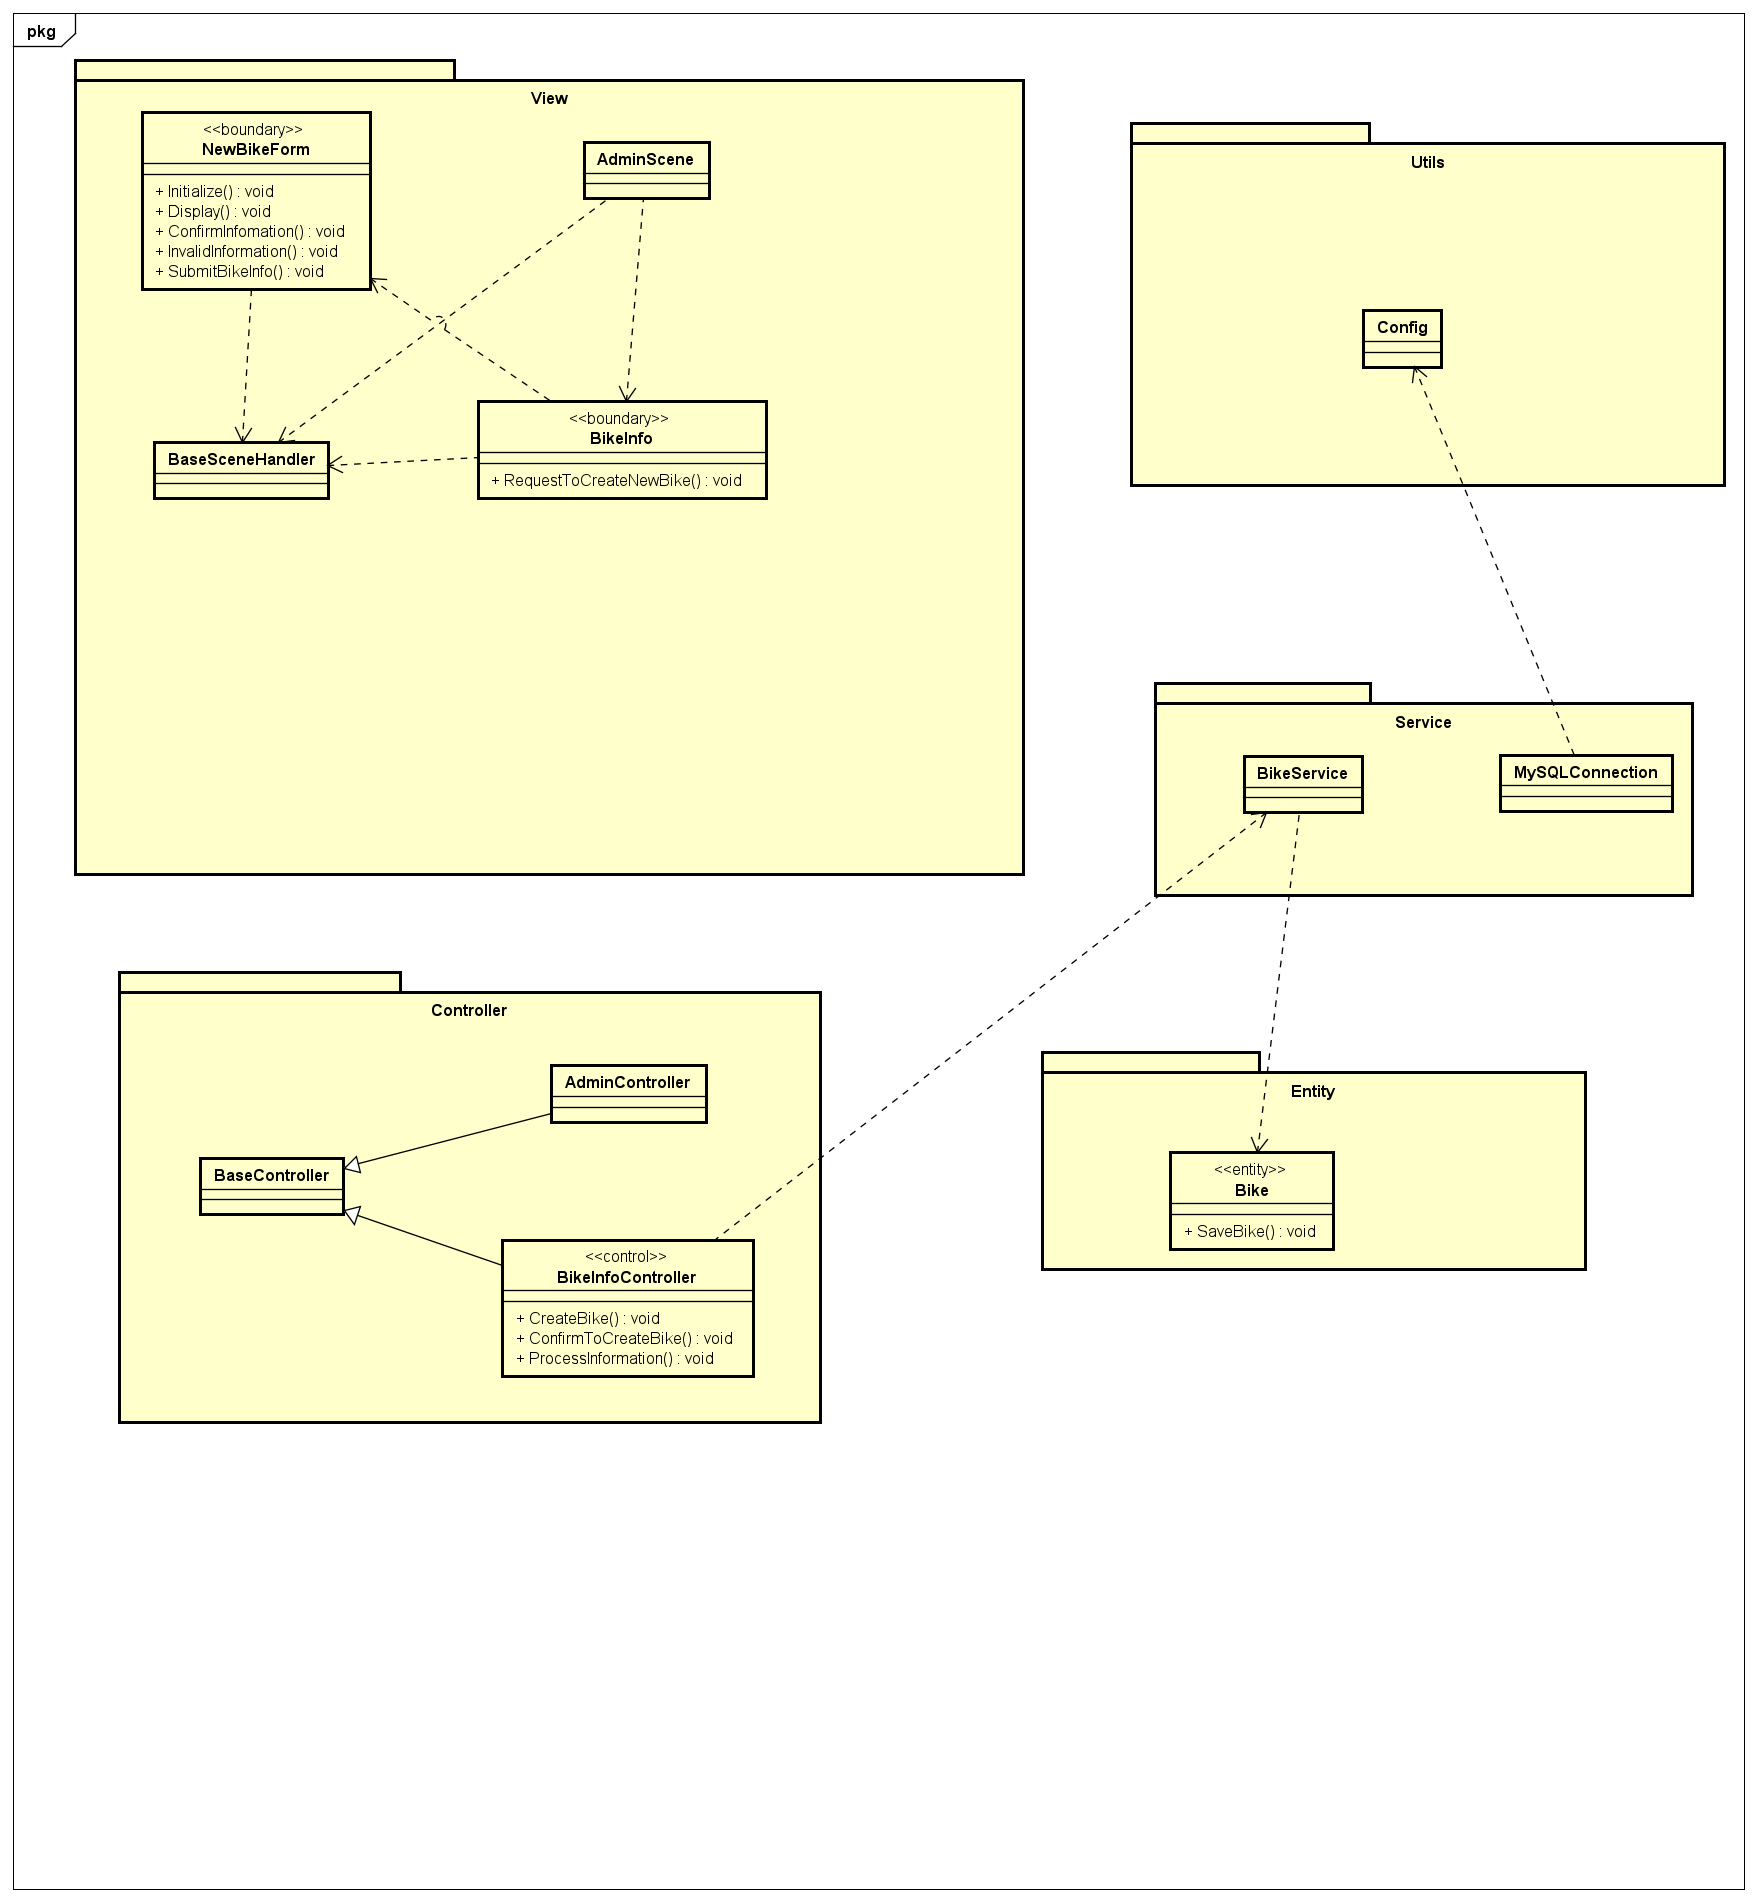 pkg
View
<<boundary>>
NewBikeForm
+ Initialize() : void
+ Display() : void
+ ConfirmInfomation() : void
+ InvalidInformation() : void
+ SubmitBikeInfo() : void
AdminScene
BaseSceneHandler
<<boundary>>
BikeInfo
+ RequestToCreateNewBike() : void
Utils
Config
Service
BikeService
MySQLConnection
Controller
AdminController
BaseController
<<control>>
BikeInfoController
+ CreateBike() : void
+ ConfirmToCreateBike() : void
+ ProcessInformation() : void
Entity
<<entity>>
Bike
+ SaveBike() : void